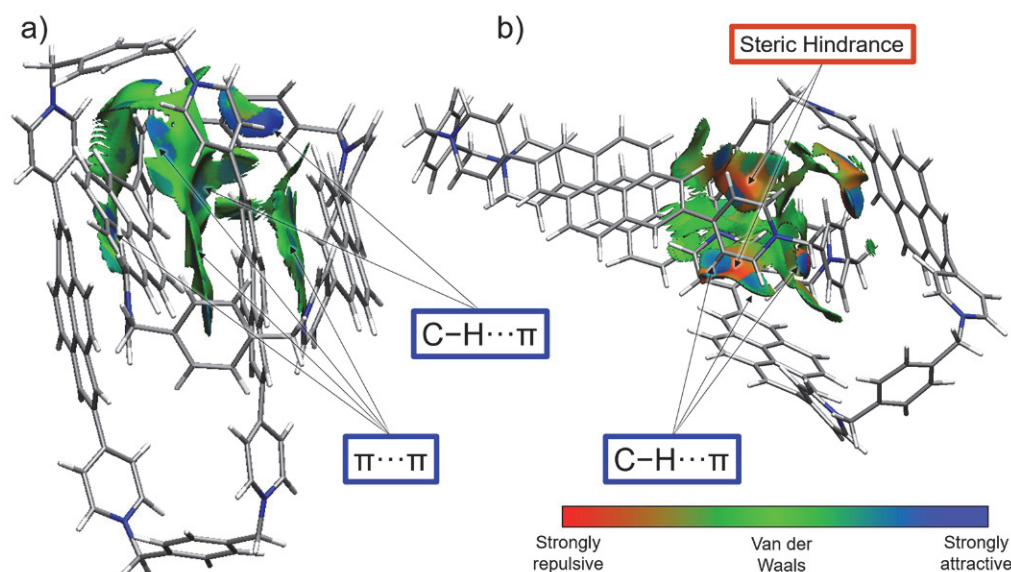 a)
b)
Steric Hindrance
C–H···π
π···π
C–H···π
Strongly
repulsive
Van der
Waals
Strongly
attractive